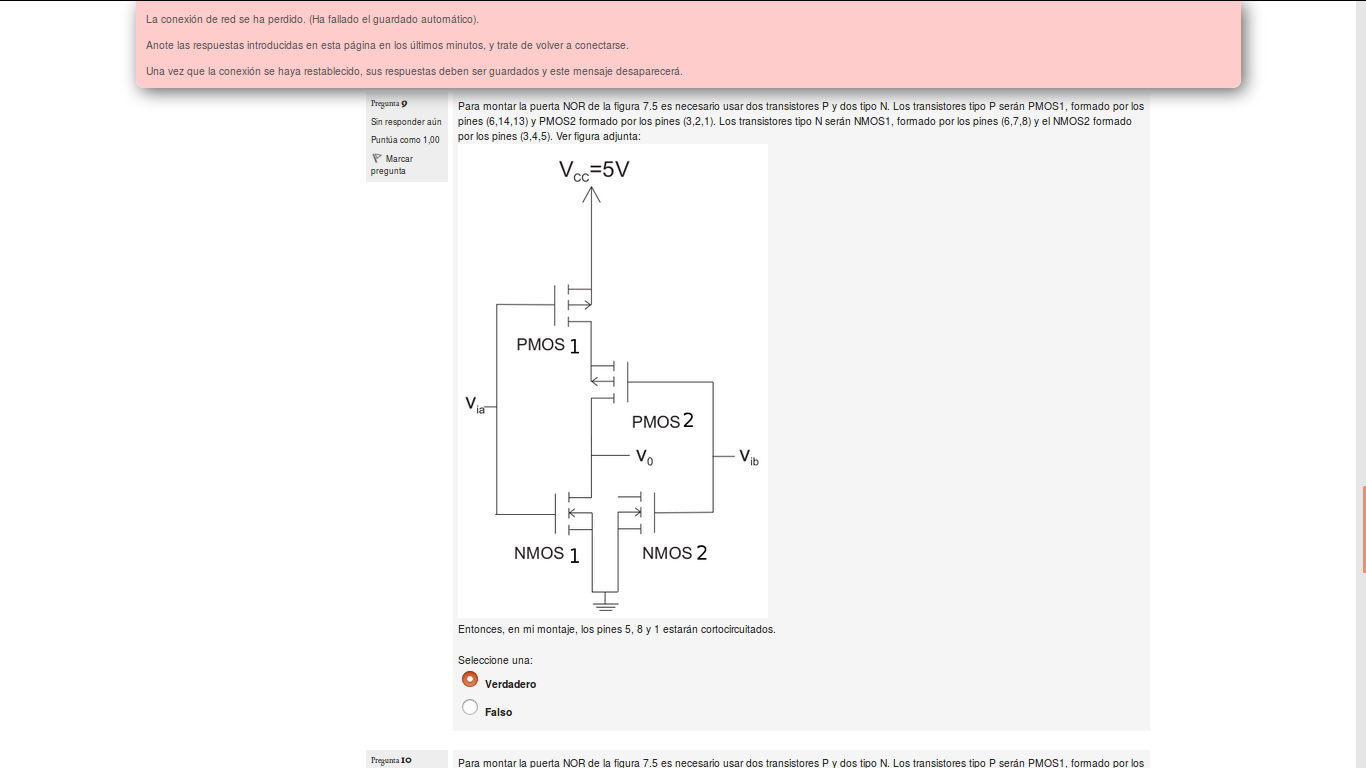 La conexión de red se ha perdido. (Ha fallado el guardado automático).
Anote las respuestas introducidas en esta página en los últimos minutos, y trate de volver a conectarse.
Una vez que la conexión se haya restablecido, sus respuestas deben ser guardados y este mensaje desaparecerá.
Pregunta 9
Sin responder aún
Puntúa como 1,00
Marcar
pregunta
Para montar la puerta NOR de la figura 7.5 es necesario usar dos transistores P y dos tipo N. Los transistores tipo P serán PMOS1, formado por los
pines (6,14,13) y PMOS2 formado por los pines (3,2,1). Los transistores tipo N serán NMOS1, formado por los pines (6,7,8) y el NMOS2 formado
por los pines (3,4,5). Ver figura adjunta:
VCC=5V
PMOS 1
Via
PMOS 2
V0
Vib
NMOS 1
NMOS 2
Entonces, en mi montaje, los pines 5, 8 y 1 estarán cortocircuitados.
Seleccione una:
Verdadero
Falso
Pregunta 10
Para montar la puerta NOR de la figura 7.5 es necesario usar dos transistores P y dos tipo N. Los transistores tipo P serán PMOS1, formado por los